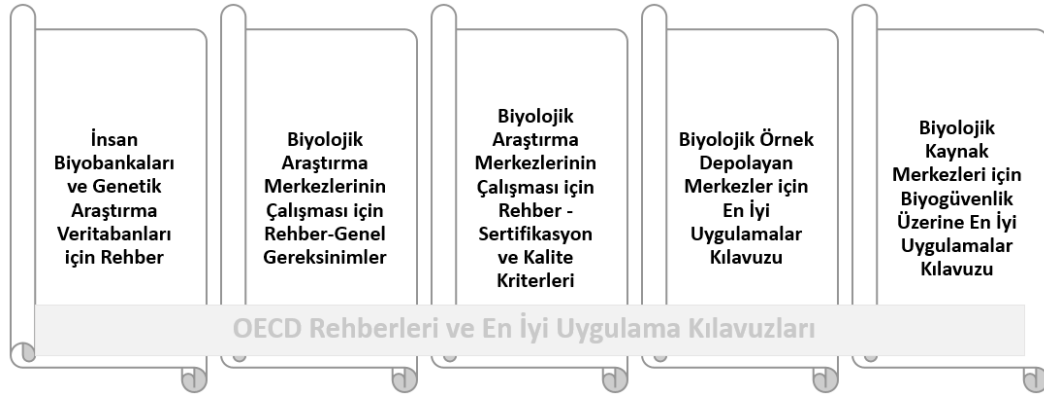 İnsan
Biyobankaları
ve Genetik
Araştırma
Veritabanları
için Rehber
Biyolojik
Araştırma
Merkezlerinin
Çalışması için
Rehber-Genel
Gereksinimler
Biyolojik
Araştırma
Merkezlerinin
Çalışması için
Rehber -
Sertifikasyon
ve Kalite
Kriterleri
Biyolojik Örnek
Depolayan
Merkezler için
En İyi
Uygulamalar
Kılavuzu
Biyolojik
Kaynak
Merkezleri için
Biyogüvenlik
Üzerine En İyi
Uygulamalar
Kılavuzu
OECD Rehberleri ve En İyi Uygulama Kılavuzları